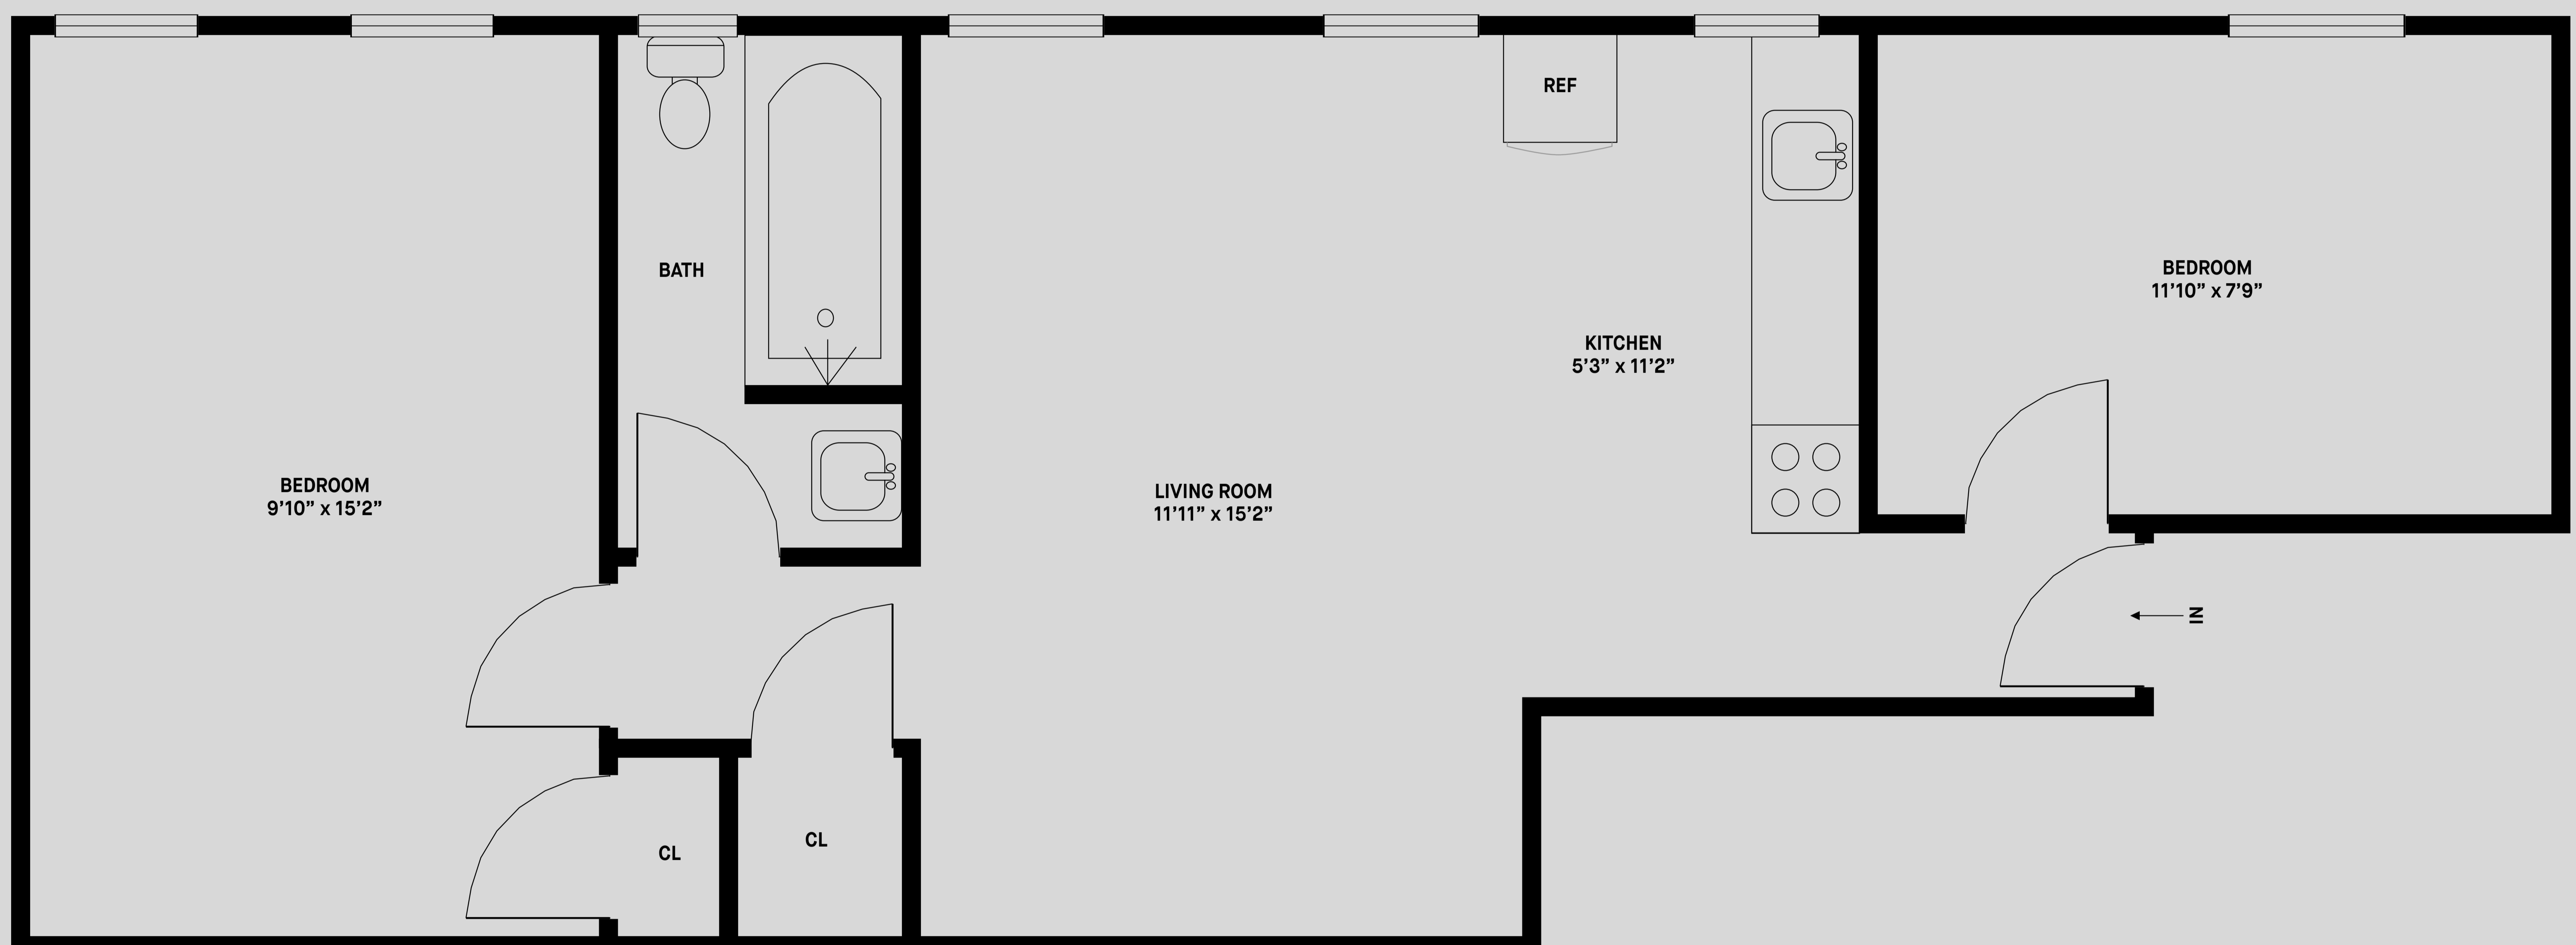 REF
BATH
BEDROOM
11’10” x 7’9”
KITCHEN
5’3” x 11’2”
BEDROOM
9’10” x 15’2”
LIVING ROOM
11’11” x 15’2”
IN
CL
CL